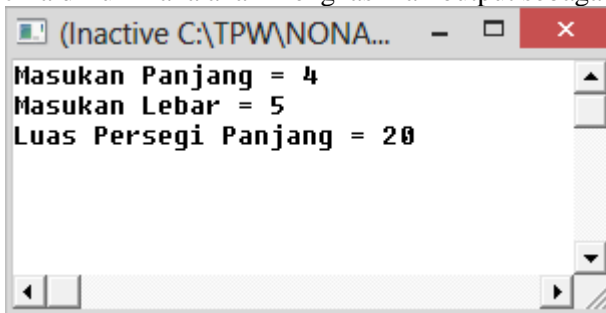 (Inactive C:\TPW\NONA...
Masukan Panjang = 4
Masukan Lebar = 5
Luas Persegi Panjang = 20